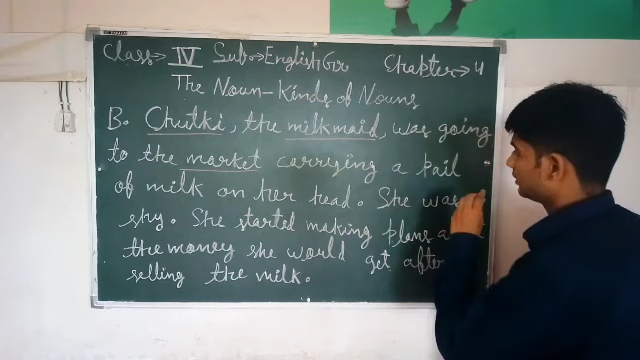 Class→ IV Sub.→English Gr Chapter→4
The Noun-Kinds of Nouns
B. Chutki, the milkmaid, was going
to the market carrying a pail
of milk on her head. She was
shy. She started making plans
the money she would get after
selling the milk.